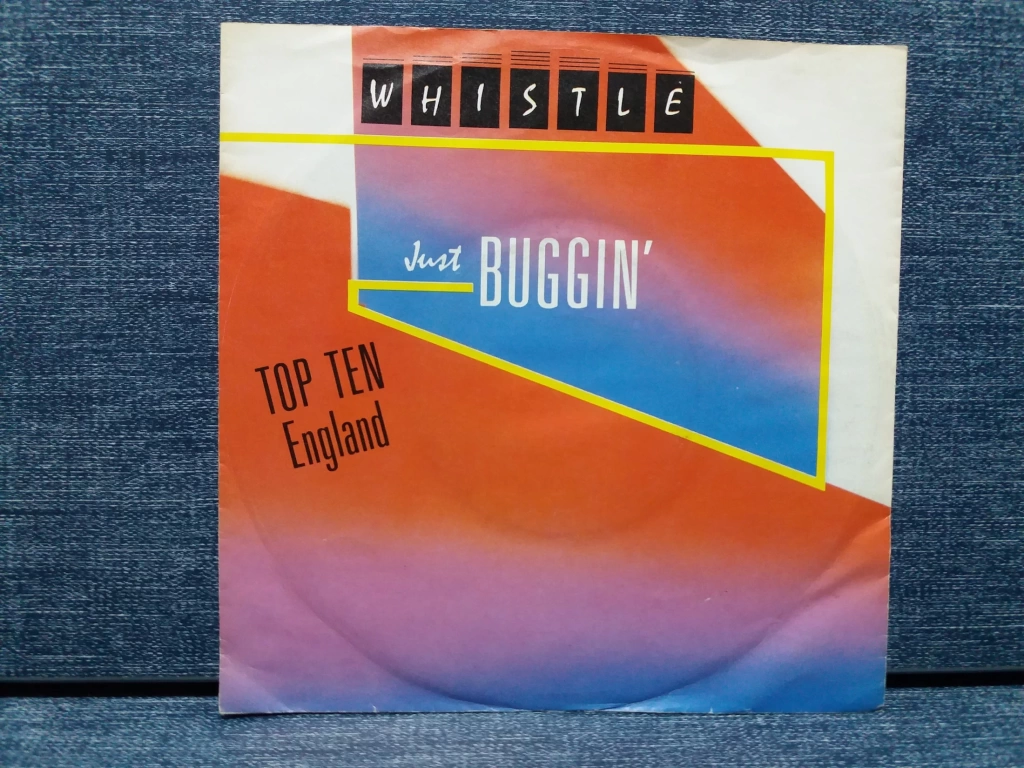 WHISTLE
Just BUGGIN'
TOP TEN
England